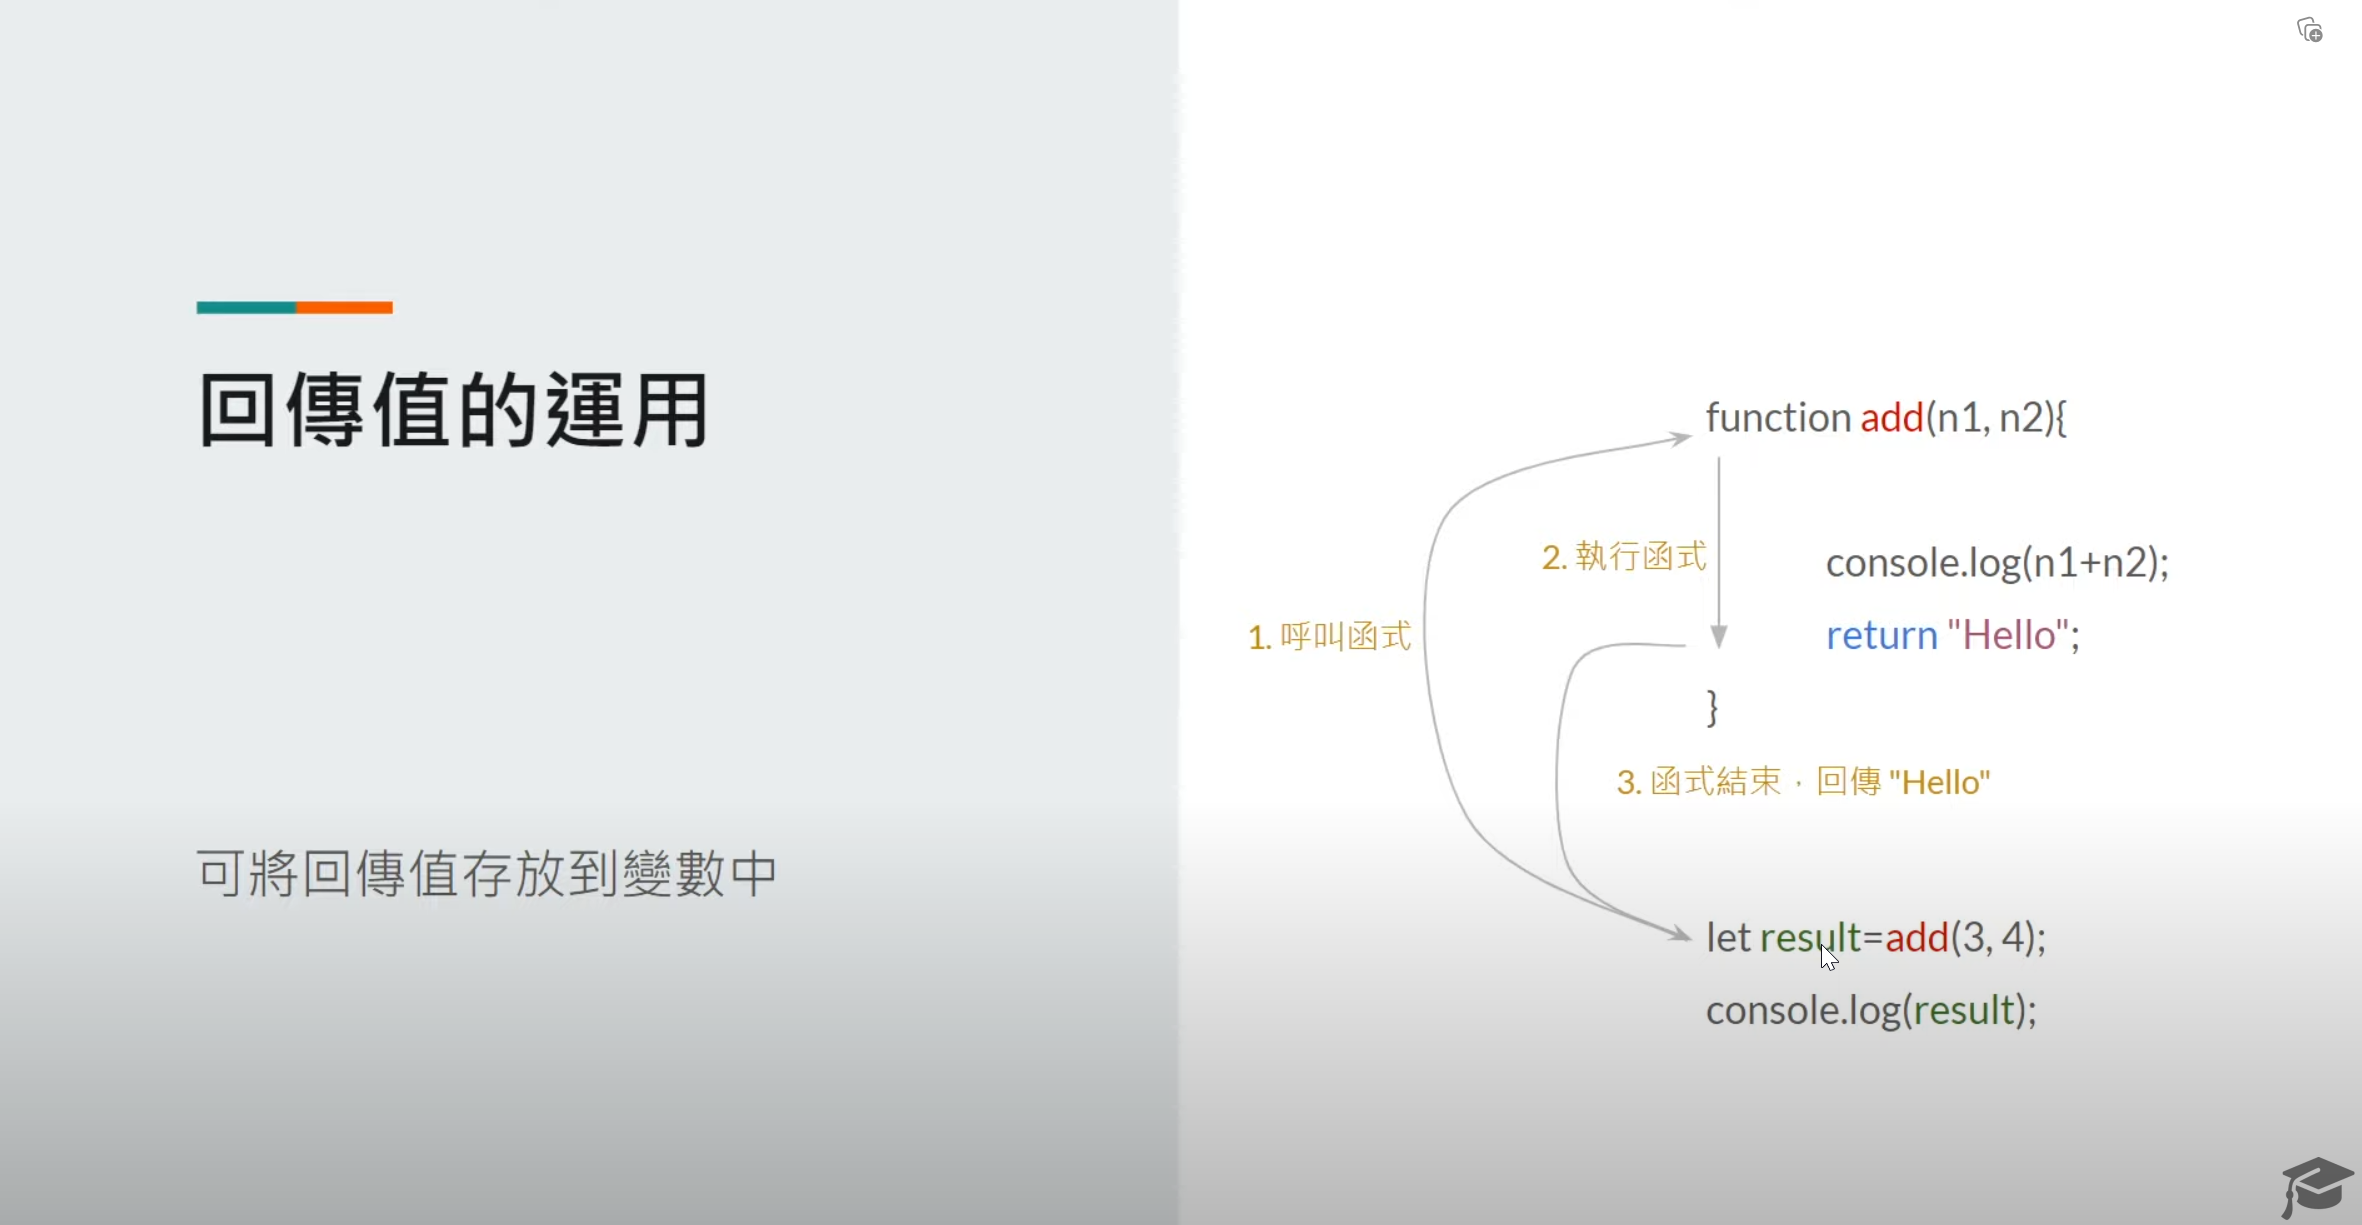 回傳值的運用
可將回傳值存放到變數中
function add(n1, n2){
2. 執行函式
console.log(n1+n2);
1. 呼叫函式
return "Hello";
}
3. 函式結束，回傳 "Hello"
let result=add(3, 4);
console.log(result);